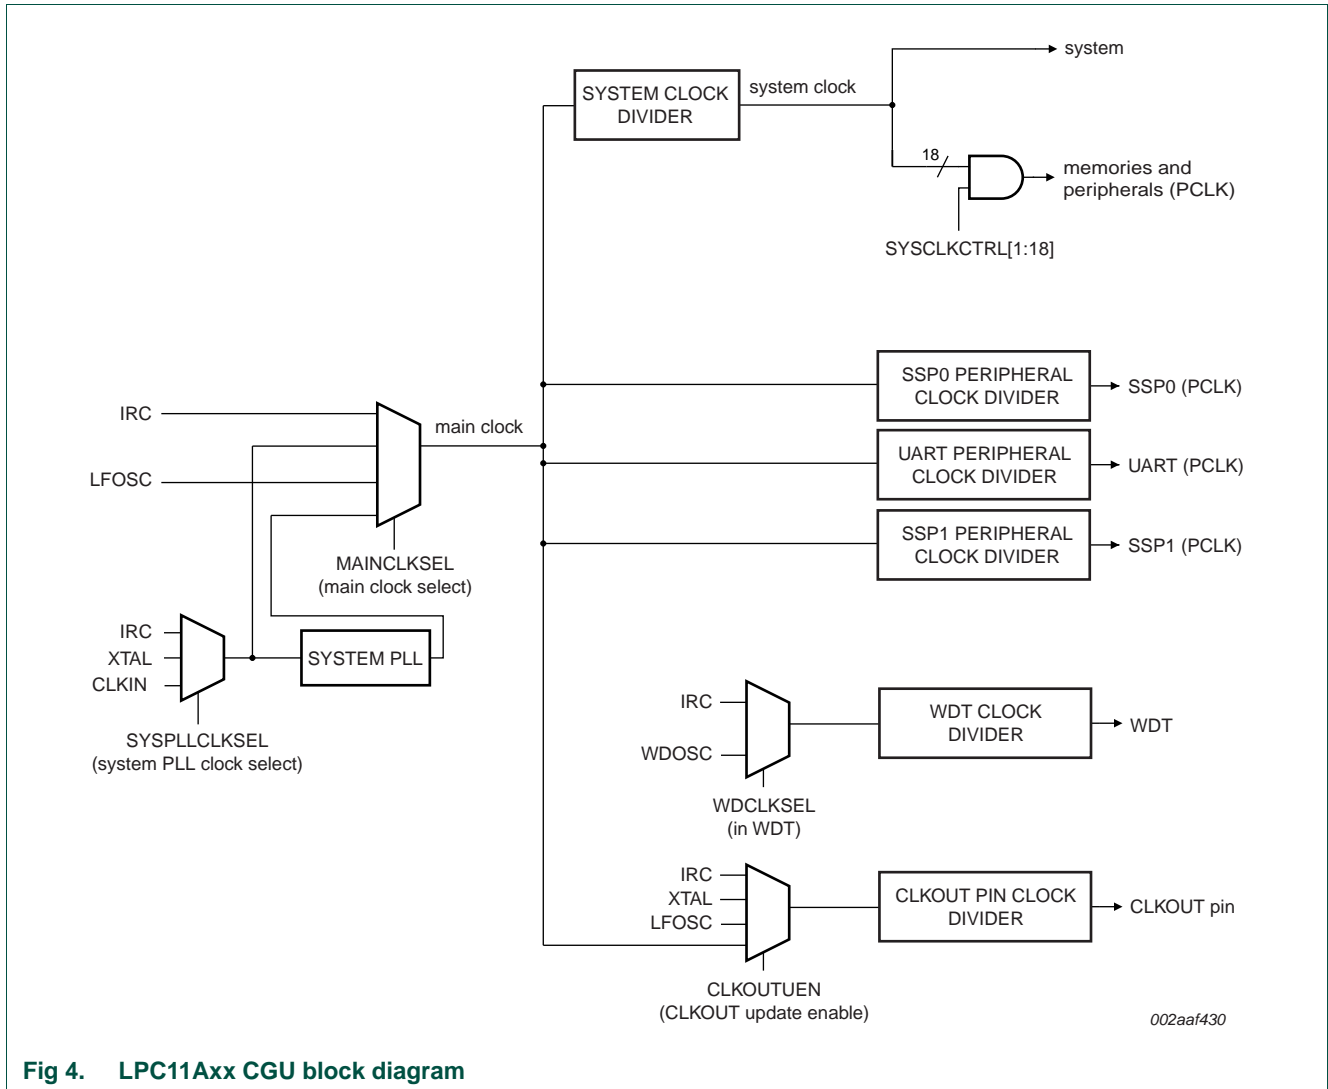 system
SYSTEM CLOCK
DIVIDER
system clock
18
memories and
peripherals (PCLK)
SYSCLKCTRL[1:18]
SSP0 PERIPHERAL
CLOCK DIVIDER
SSP0 (PCLK)
IRC
main clock
UART PERIPHERAL
CLOCK DIVIDER
UART (PCLK)
LFOSC
SSP1 PERIPHERAL
CLOCK DIVIDER
SSP1 (PCLK)
MAINCLKSEL
(main clock select)
IRC
XTAL
CLKIN
SYSTEM PLL
SYSPLLCLKSEL
(system PLL clock select)
IRC
WDOSC
WDT CLOCK
DIVIDER
WDT
WDCLKSEL
(in WDT)
IRC
XTAL
LFOSC
CLKOUT PIN CLOCK
DIVIDER
CLKOUT pin
CLKOUTUEN
(CLKOUT update enable)
002aaf430
Fig 4. LPC11Axx CGU block diagram